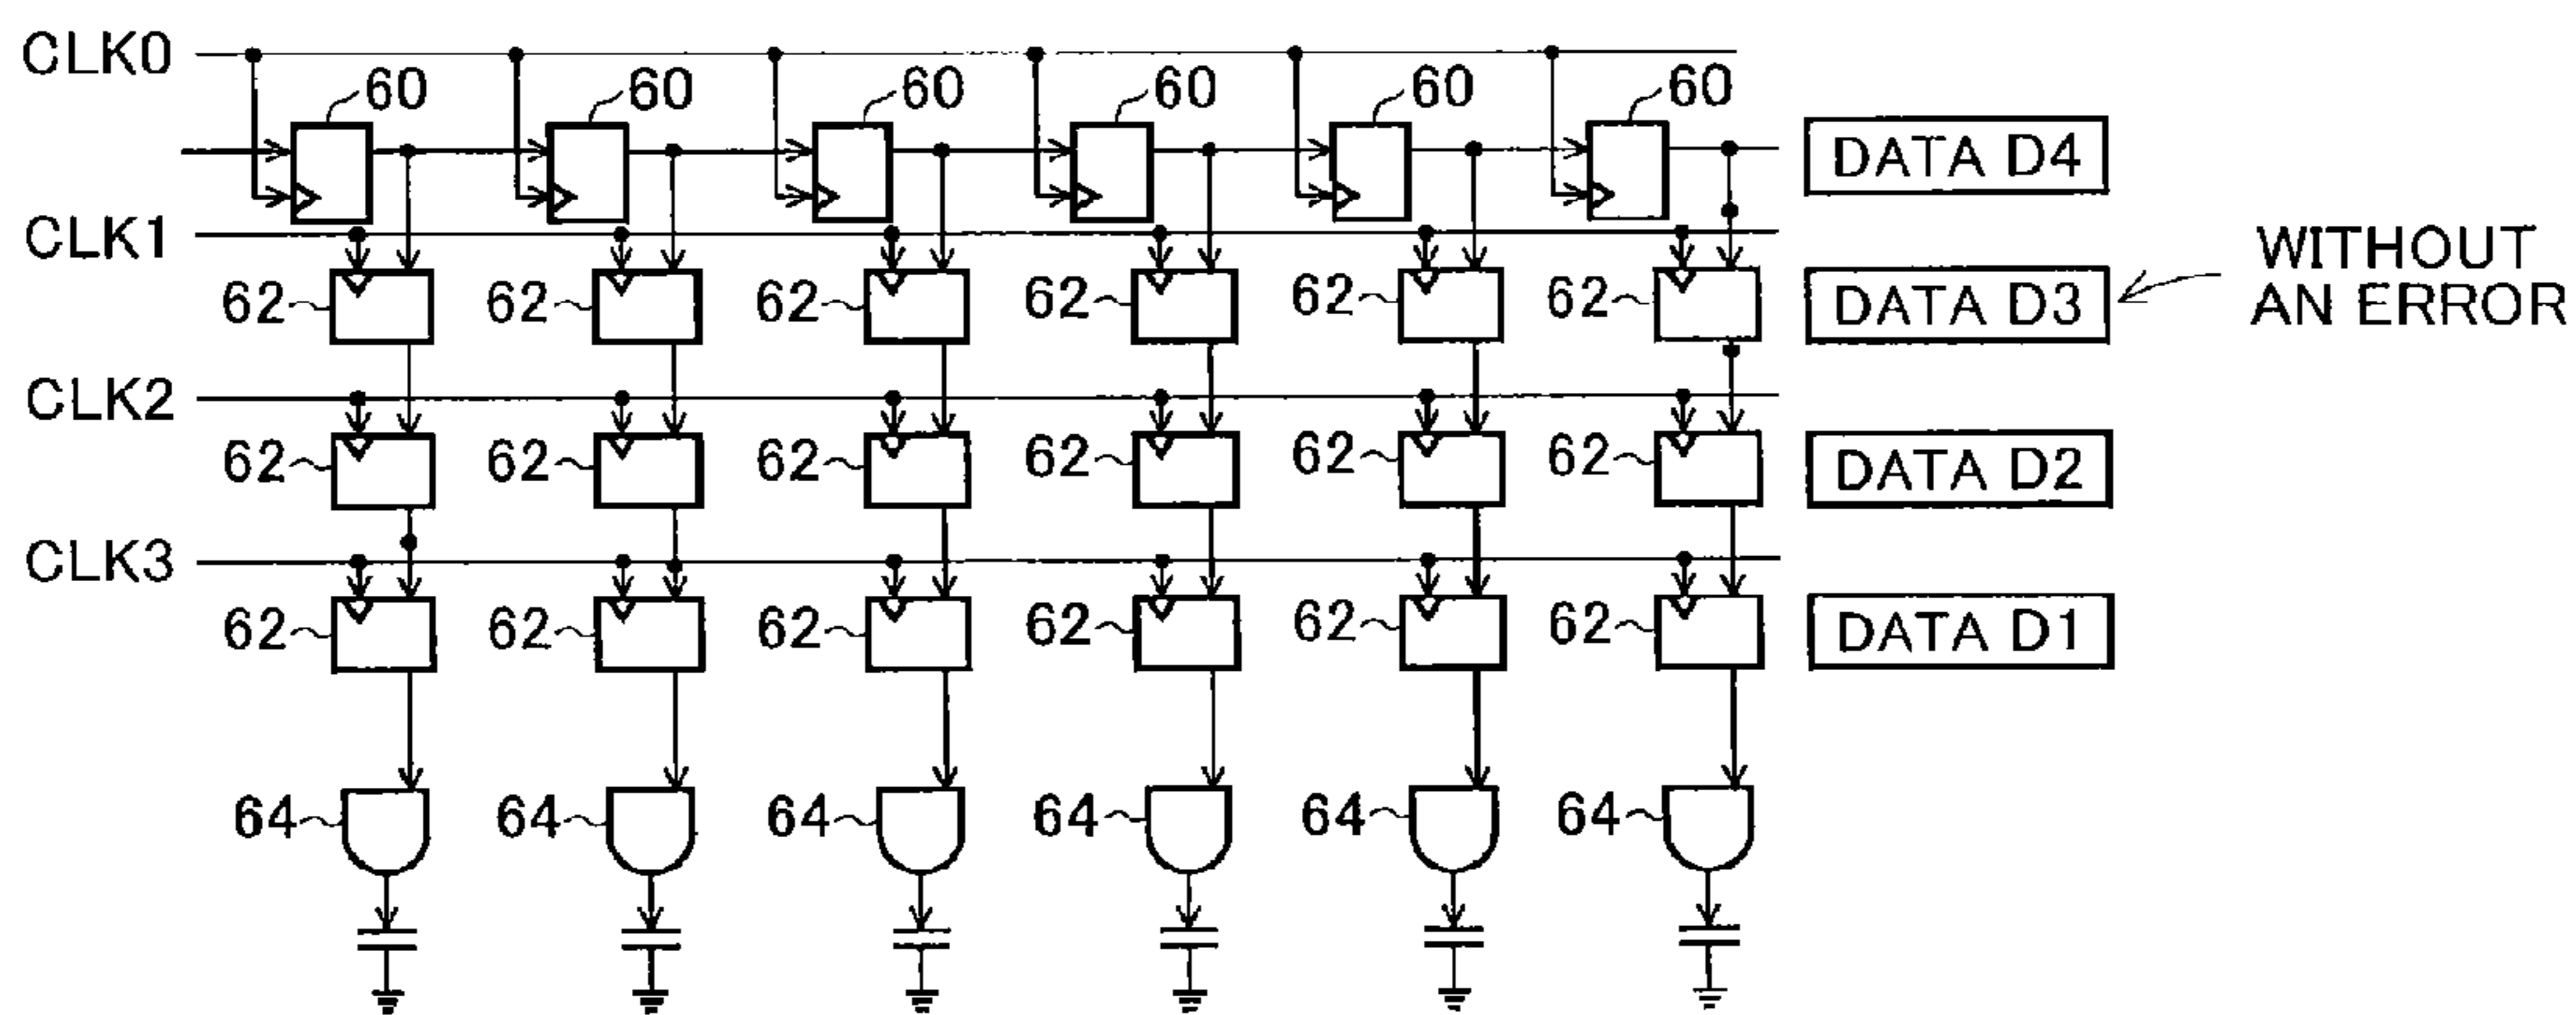 CLK0
60 60 60 60 60 60
DATA D4
CLK1
62 62 62 62 62 62
DATA D3
WITHOUT
AN ERROR
CLK2
62 62 62 62 62 62
DATA D2
CLK3
62 62 62 62 62 62
DATA D1
64 64 64 64 64 64